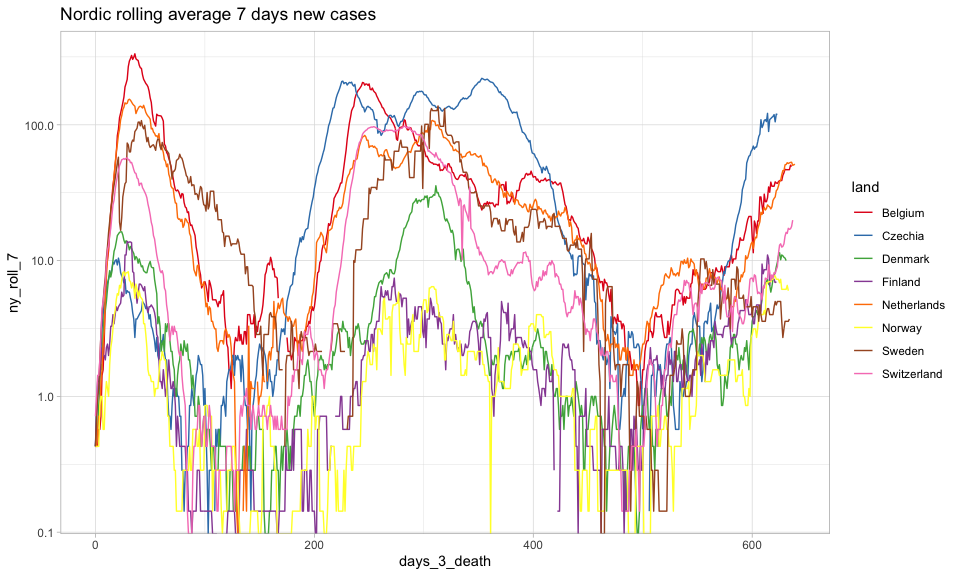 Nordic rolling average 7 days new cases
ny_roll_7
100.0
10.0
1.0
0.1
0
200
400
600
days_3_death
land
Belgium
Czechia
Denmark
Finland
Netherlands
Norway
Sweden
Switzerland